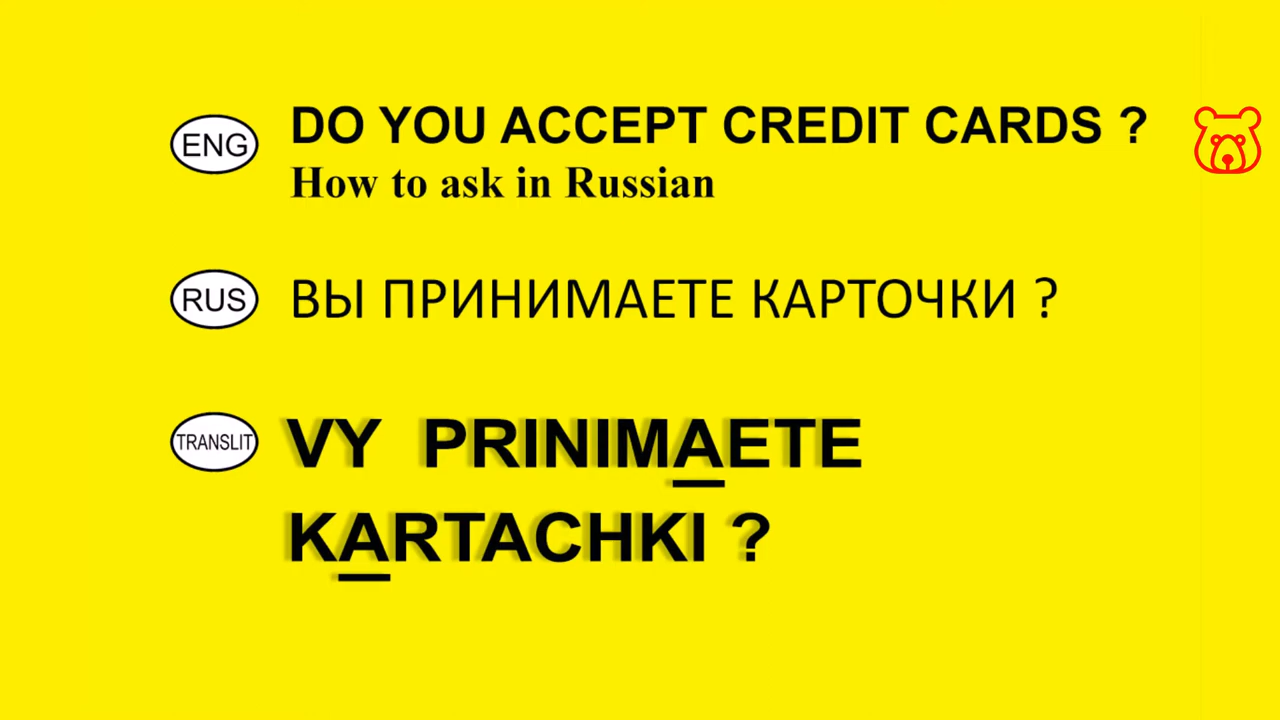 ENG
DO YOU ACCEPT CREDIT CARDS ?
How to ask in Russian
RUS
ВЫ ПРИНИМАЕТЕ КАРТОЧКИ ?
TRANSLIT
VY PRINIMAETE
KARTACHKI ?